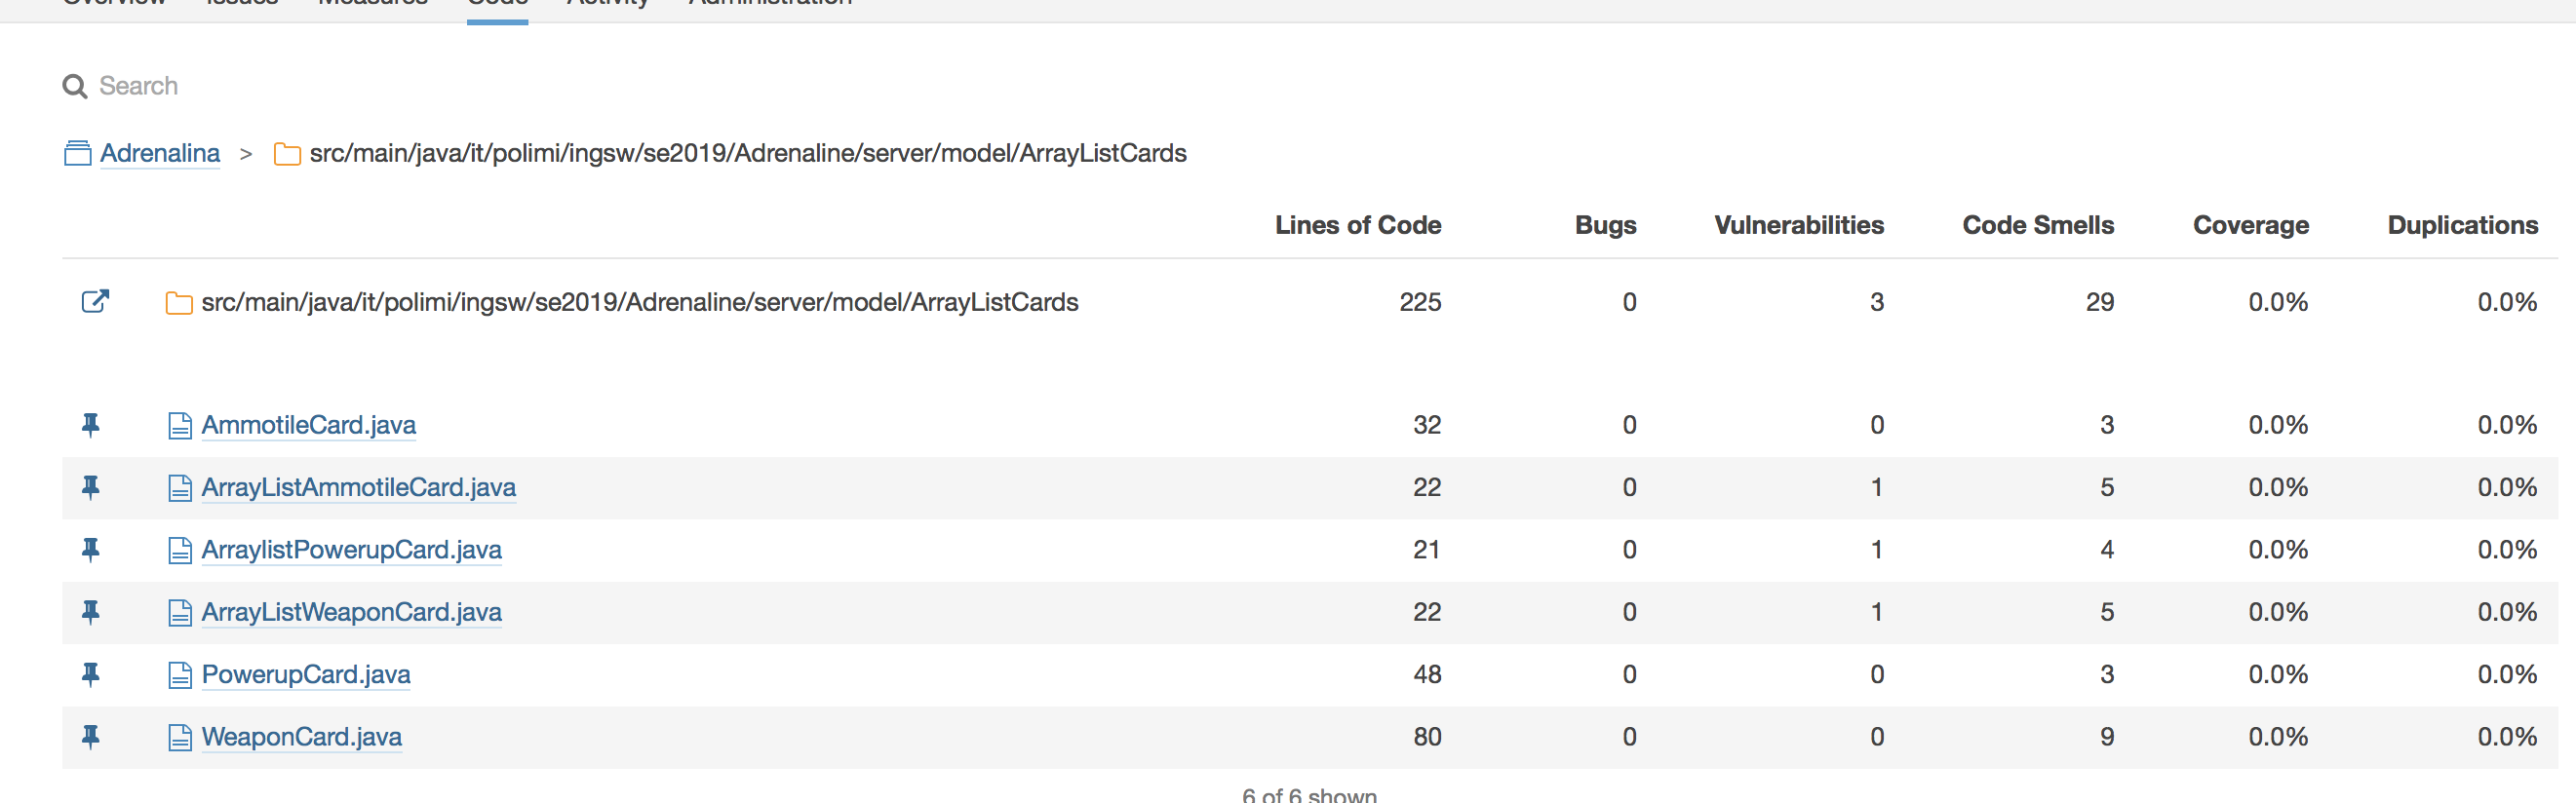 Overview Issues Measures Code Activity Administration
Search
Adrenalina > src/main/java/it/polimi/ingsw/se2019/Adrenaline/server/model/ArrayListCards
Lines of Code Bugs Vulnerabilities Code Smells Coverage Duplications
src/main/java/it/polimi/ingsw/se2019/Adrenaline/server/model/ArrayListCards 225 0 3 29 0.0% 0.0%
AmmotileCard.java 32 0 0 3 0.0% 0.0%
ArrayListAmmotileCard.java 22 0 1 5 0.0% 0.0%
ArraylistPowerupCard.java 21 0 1 4 0.0% 0.0%
ArrayListWeaponCard.java 22 0 1 5 0.0% 0.0%
PowerupCard.java 48 0 0 3 0.0% 0.0%
WeaponCard.java 80 0 0 9 0.0% 0.0%
6 of 6 shown